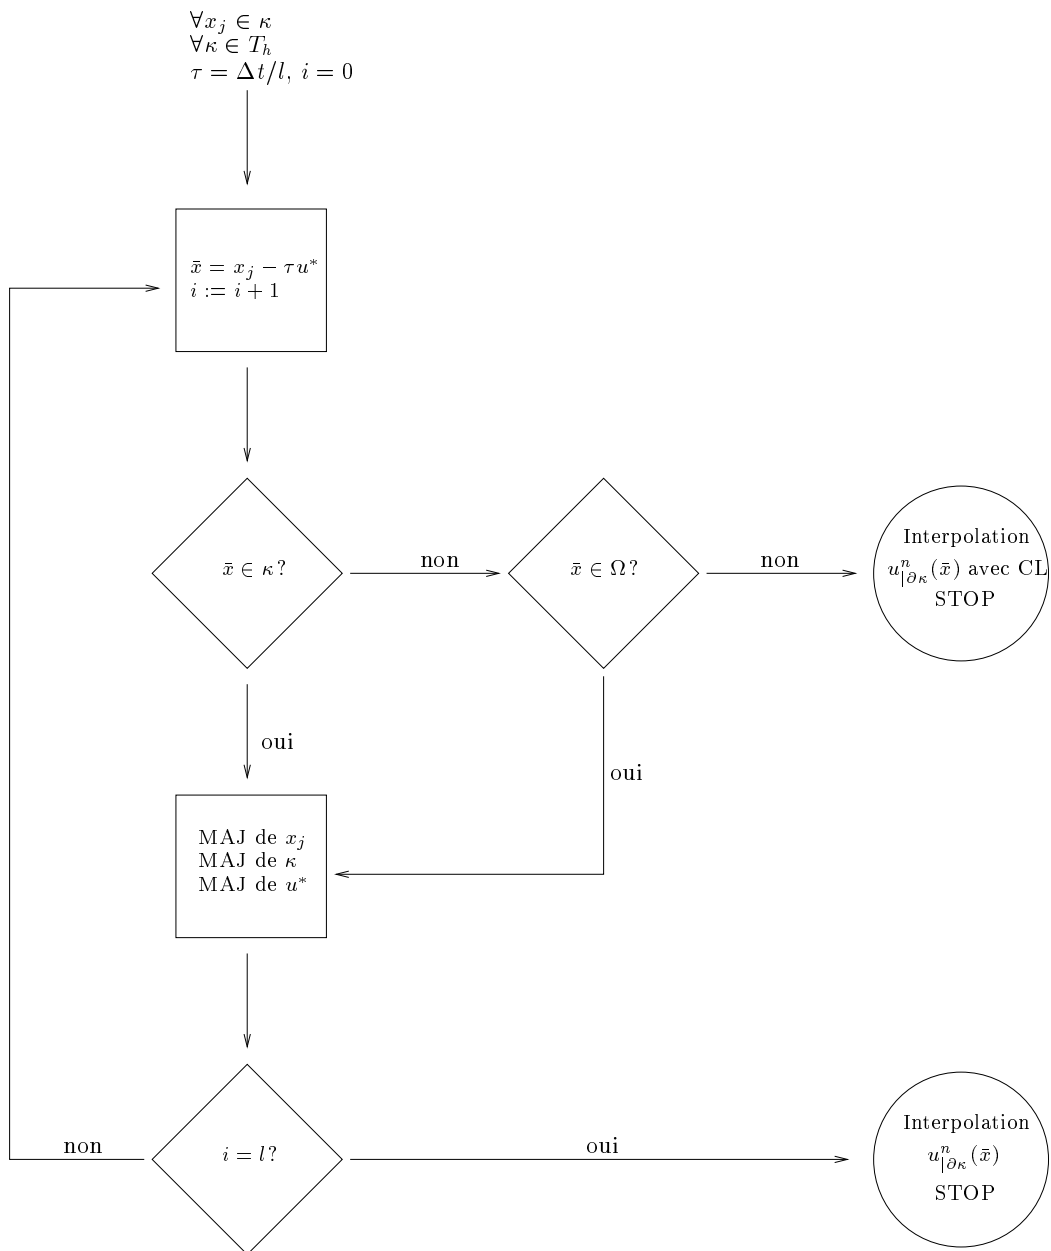 ∀x_j ∈ κ
∀κ ∈ T_h
τ = Δt/l, i = 0
x̄ = x_j − τu*
i := i + 1
x̄ ∈ κ?
non
x̄ ∈ Ω?
non
Interpolation
u^n_{|∂κ}(x̄) avec CL
STOP
oui
oui
MAJ de x_j
MAJ de κ
MAJ de u*
non
i = l?
oui
Interpolation
u^n_{|∂κ}(x̄)
STOP